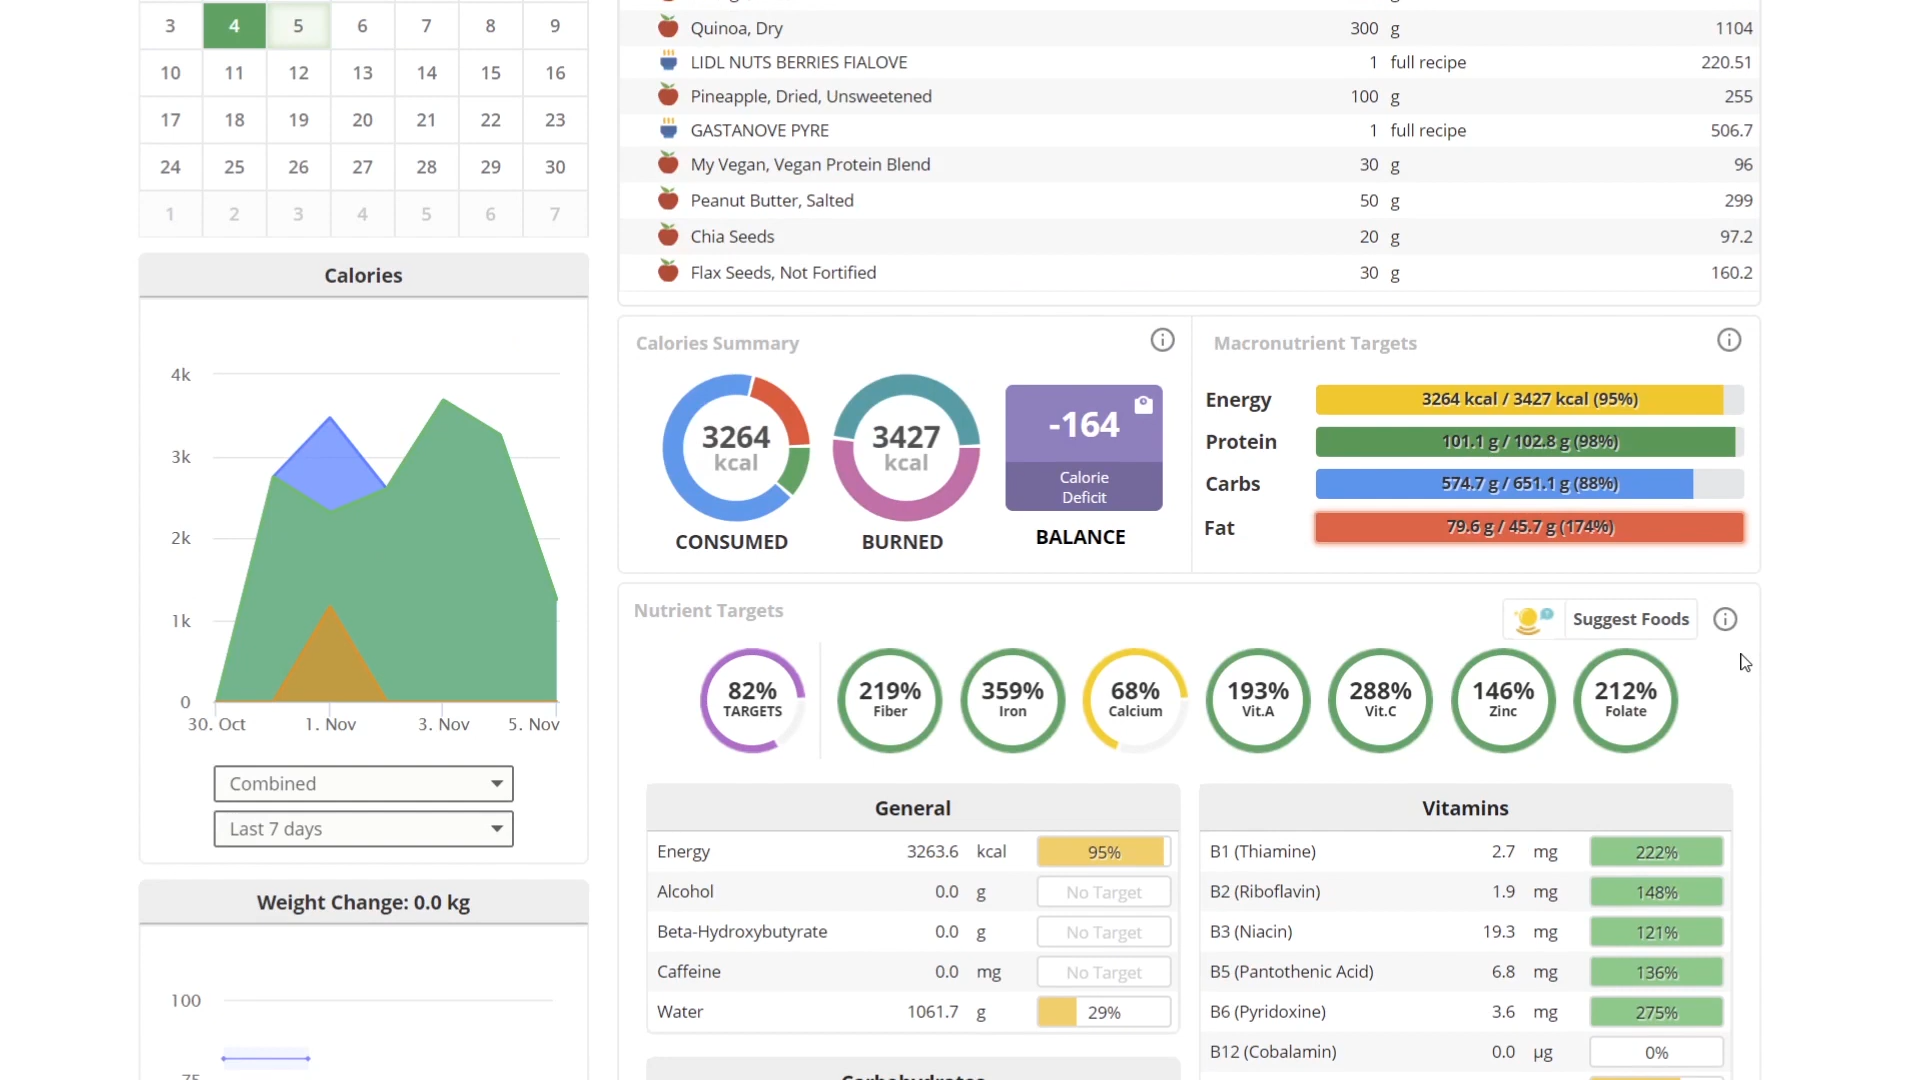 3 4 5 6 7 8 9
10 11 12 13 14 15 16
17 18 19 20 21 22 23
24 25 26 27 28 29 30
1 2 3 4 5 6 7
Calories
4k
3k
2k
1k
0
30. Oct 1. Nov 3. Nov 5. Nov
Combined
Last 7 days
Weight Change: 0.0 kg
100
75
Quinoa, Dry 300 g 1104
LIDL NUTS BERRIES FIALOVE 1 full recipe 220.51
Pineapple, Dried, Unsweetened 100 g 255
GASTANOVE PYRE 1 full recipe 506.7
My Vegan, Vegan Protein Blend 30 g 96
Peanut Butter, Salted 50 g 299
Chia Seeds 20 g 97.2
Flax Seeds, Not Fortified 30 g 160.2
Calories Summary
3264 kcal
CONSUMED
3427 kcal
BURNED
-164
Calorie
Deficit
BALANCE
Macronutrient Targets
Energy 3264 kcal / 3427 kcal (95%)
Protein 101.1 g / 102.8 g (98%)
Carbs 574.7 g / 651.1 g (88%)
Fat 79.6 g / 45.7 g (174%)
Nutrient Targets
Suggest Foods
82% 219% 359% 68% 193% 288% 146% 212%
TARGETS Fiber Iron Calcium Vit.A Vit.C Zinc Folate
General
Energy 3263.6 kcal 95%
Alcohol 0.0 g No Target
Beta-Hydroxybutyrate 0.0 g No Target
Caffeine 0.0 mg No Target
Water 1061.7 g 29%
Carbohydrates
Vitamins
B1 (Thiamine) 2.7 mg 222%
B2 (Riboflavin) 1.9 mg 148%
B3 (Niacin) 19.3 mg 121%
B5 (Pantothenic Acid) 6.8 mg 136%
B6 (Pyridoxine) 3.6 mg 275%
B12 (Cobalamin) 0.0 µg 0%